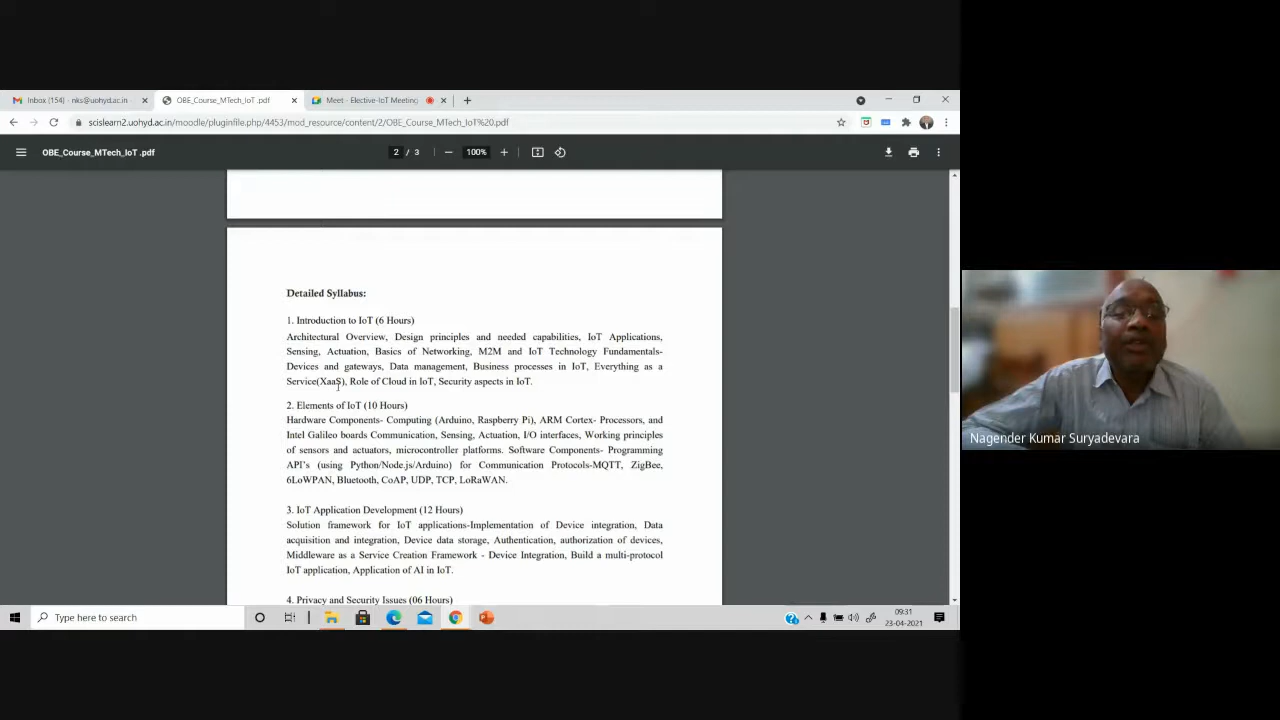 Inbox (154) - nks@uohyd.ac.in
OBE_Course_MTech_IoT .pdf
Meet - Elective-IoT Meeting
scislearn2.uohyd.ac.in/moodle/pluginfile.php/4453/mod_resource/content/2/OBE_Course_MTech_IoT%20.pdf
OBE_Course_MTech_IoT .pdf
2 / 3
100%
Detailed Syllabus:
1. Introduction to IoT (6 Hours)
Architectural Overview, Design principles and needed capabilities, IoT Applications,
Sensing, Actuation, Basics of Networking, M2M and IoT Technology Fundamentals-
Devices and gateways, Data management, Business processes in IoT, Everything as a
Service(XaaS), Role of Cloud in IoT, Security aspects in IoT.
2. Elements of IoT (10 Hours)
Hardware Components- Computing (Arduino, Raspberry Pi), ARM Cortex- Processors, and
Intel Galileo boards Communication, Sensing, Actuation, I/O interfaces, Working principles
of sensors and actuators, microcontroller platforms. Software Components- Programming
API's (using Python/Node.js/Arduino) for Communication Protocols-MQTT, ZigBee,
6LoWPAN, Bluetooth, CoAP, UDP, TCP, LoRaWAN.
3. IoT Application Development (12 Hours)
Solution framework for IoT applications-Implementation of Device integration, Data
acquisition and integration, Device data storage, Authentication, authorization of devices,
Middleware as a Service Creation Framework - Device Integration, Build a multi-protocol
IoT application, Application of AI in IoT.
4. Privacy and Security Issues (06 Hours)
Nagender Kumar Suryadevara
Type here to search
09:31
23-04-2021